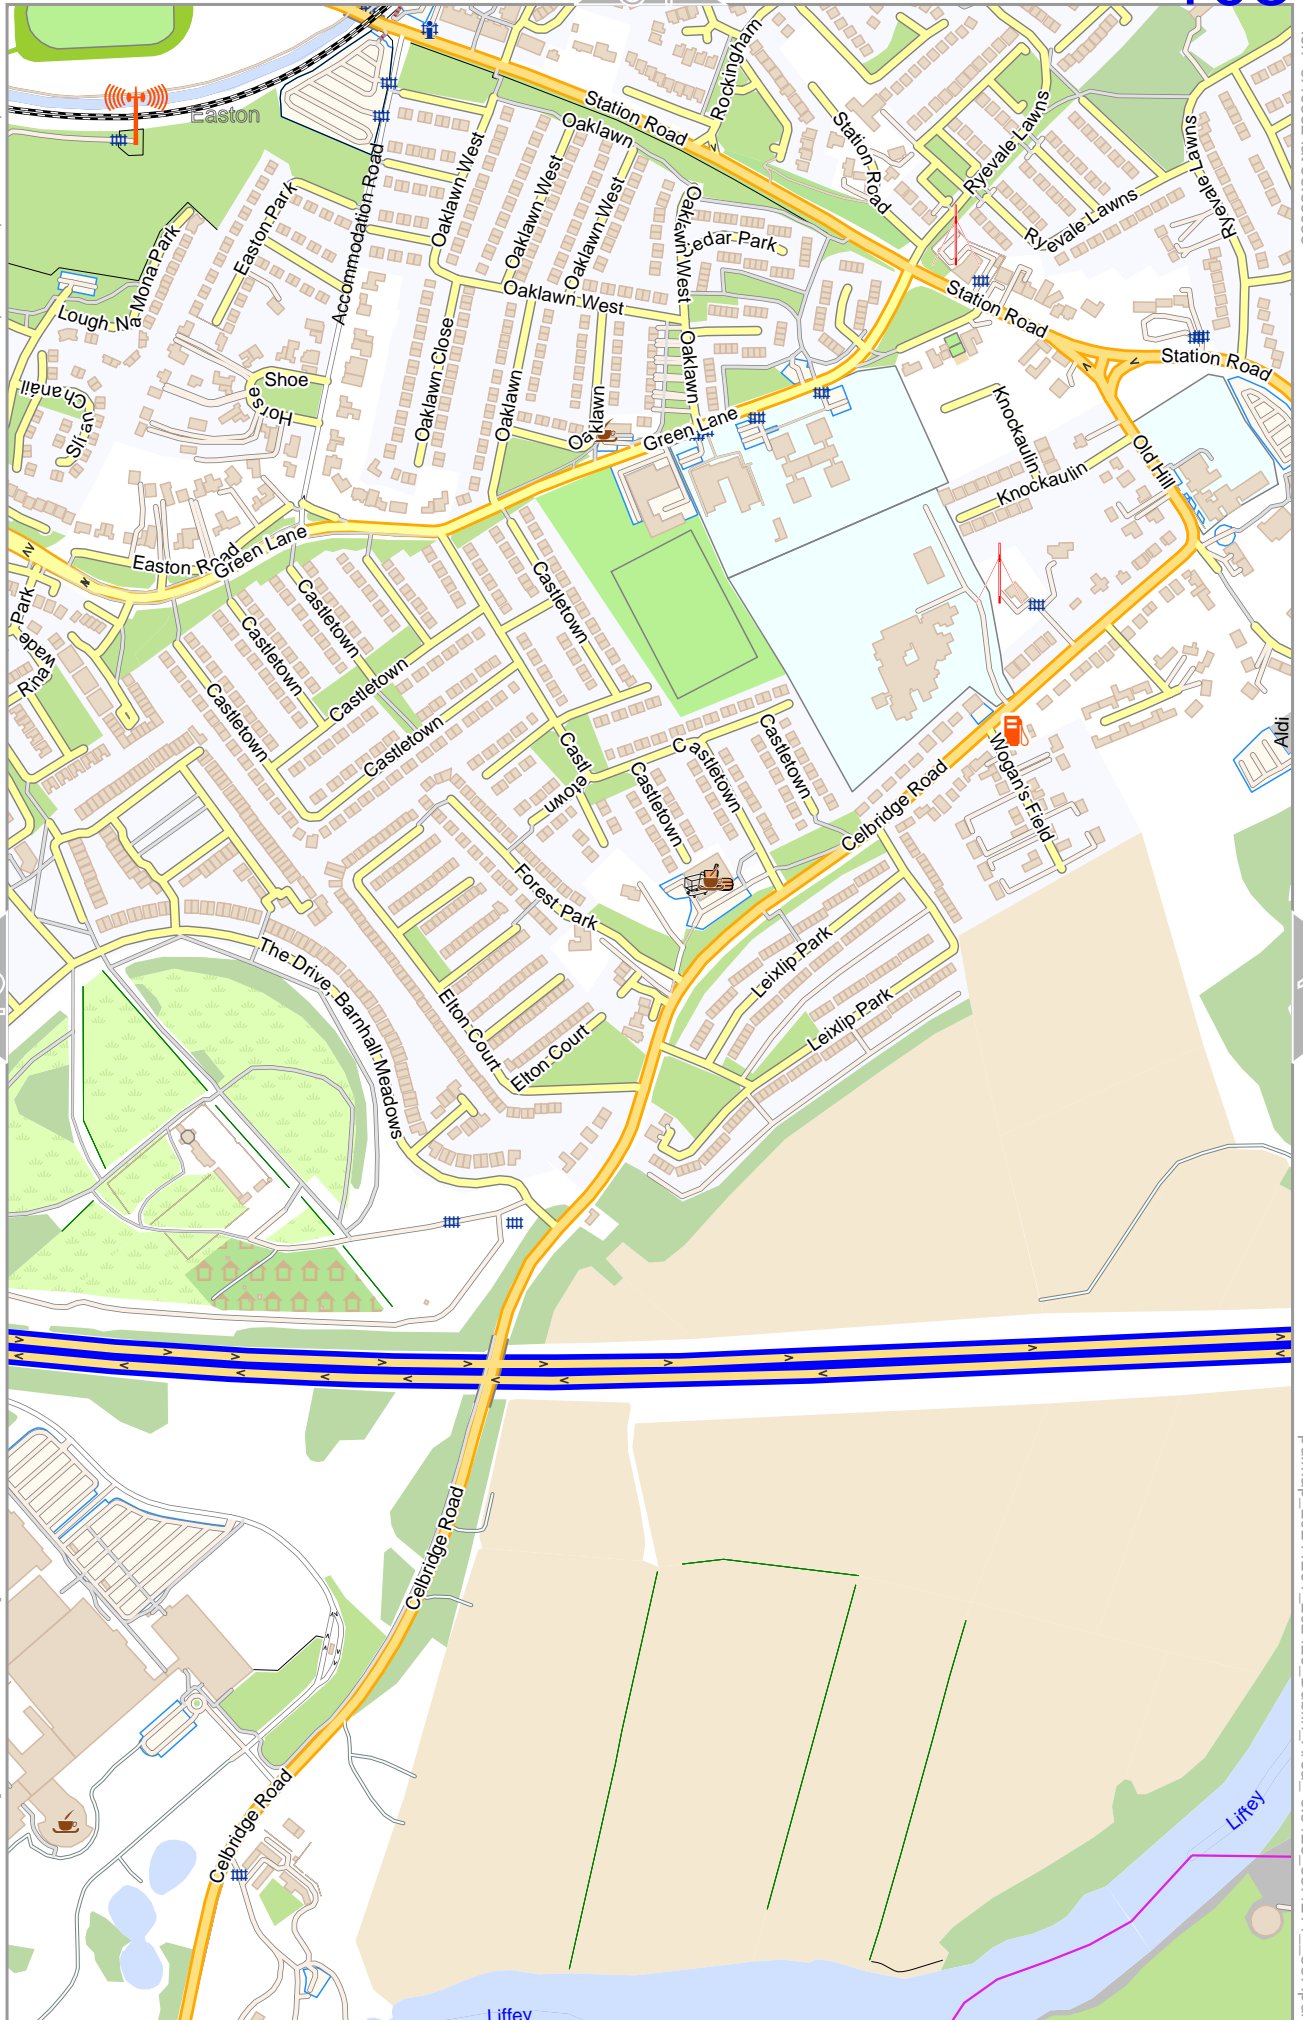 Station Road
Rockingham
Oaklawn
Station Road
Ryevale Lawns
Ryevale Lawns
Ryevale Lawns
Easton
Accommodation Road
Oaklawn West
Oaklawn West
Oaklawn West
Oaklawn West
Cedar Park
Easton Park
Lough Na Mona Park
Oaklawn West
Station Road
Station Road
Oaklawn Close
Oaklawn
Oaklawn
Oaklawn
Shoe
Horse
Green Lane
Knockaulin
Knockaulin
Old Hill
Easton Road
Green Lane
Castletown
Castletown
Castletown
Castletown
Castletown
Castletown
Castletown
Castletown
Castletown
Castletown
Park
Rina
wade
Aldi
Wogan's Field
Celbridge Road
Forest Park
The Drive, Barnhall Meadows
Leixlip Park
Leixlip Park
Elton Court
Elton Court
Celbridge Road
Celbridge Road
Liffey
Liffey